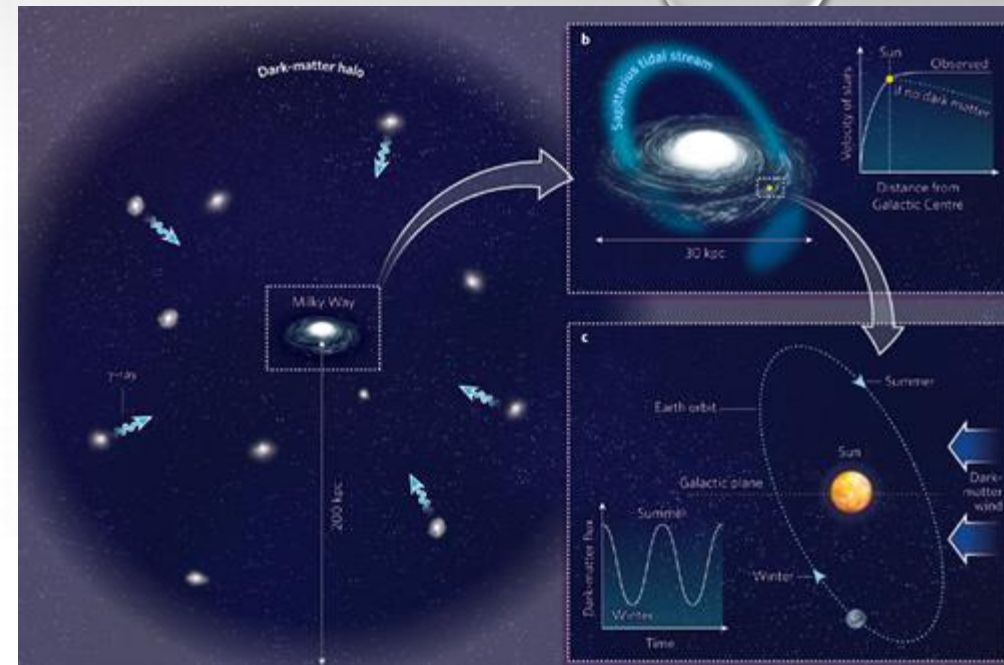 Dark-matter halo
Milky Way
γ-ray
200 kpc
b
Sagittarius tidal stream
30 kpc
Sun
Observed
If no dark matter
Velocity of stars
Distance from
Galactic Centre
c
Summer
Earth orbit
Sun
Galactic plane
Dark-
matter
wind
Winter
Dark-matter flux
Summer
Winter
Time